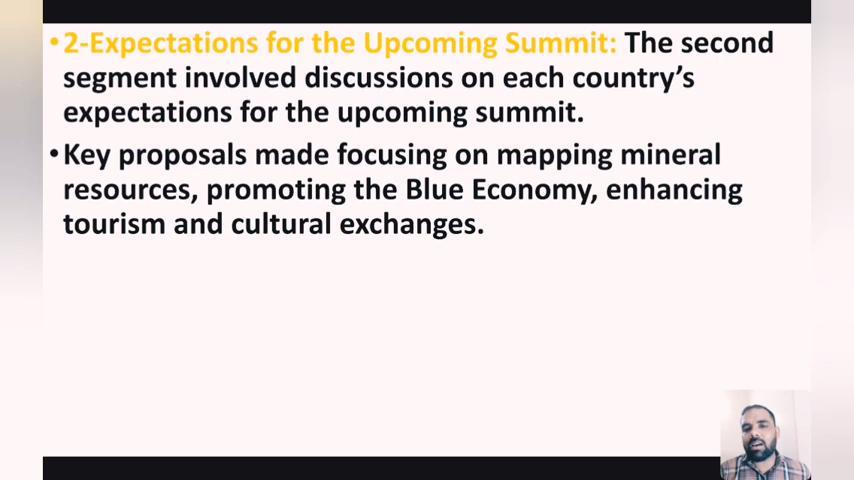 •2-Expectations for the Upcoming Summit: The second
segment involved discussions on each country’s
expectations for the upcoming summit.
•Key proposals made focusing on mapping mineral
resources, promoting the Blue Economy, enhancing
tourism and cultural exchanges.